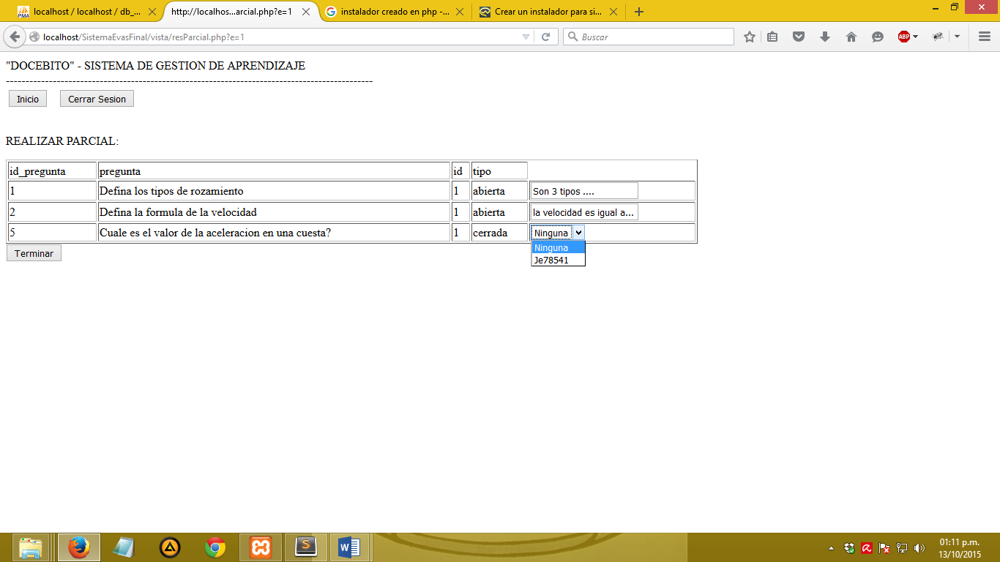 localhost / localhost / db_...
http://localhos...arcial.php?e=1
instalador creado en php -...
Crear un instalador para si...
localhost/SistemaEvasFinal/vista/resParcial.php?e=1
Buscar
ABP
"DOCEBITO" - SISTEMA DE GESTION DE APRENDIZAJE
----------------------------------------------------------------------------------------------------
Inicio Cerrar Sesion
REALIZAR PARCIAL:
id_pregunta pregunta id tipo
1 Defina los tipos de rozamiento 1 abierta Son 3 tipos ....
2 Defina la formula de la velocidad 1 abierta la velocidad es igual a...
5 Cuale es el valor de la aceleracion en una cuesta? 1 cerrada Ninguna
Ninguna
Je78541
Terminar
01:11 p.m.
13/10/2015